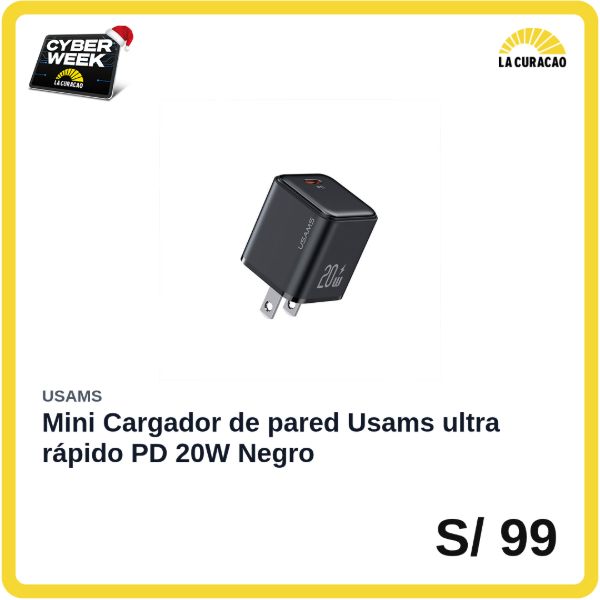 CYBER
WEEK
LA CURACAO
LA CURACAO
USAMS
20W
USAMS
Mini Cargador de pared Usams ultra
rápido PD 20W Negro
S/ 99